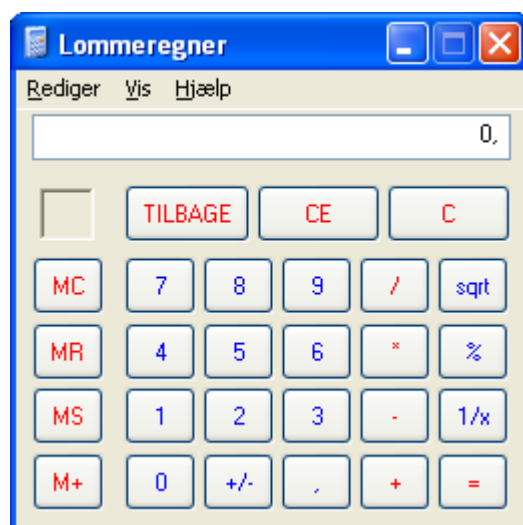 Lommeregner
Rediger Vis Hjælp
0,
TILBAGE CE C
MC 7 8 9 / sqrt
MR 4 5 6 * %
MS 1 2 3 - 1/x
M+ 0 +/- , + =